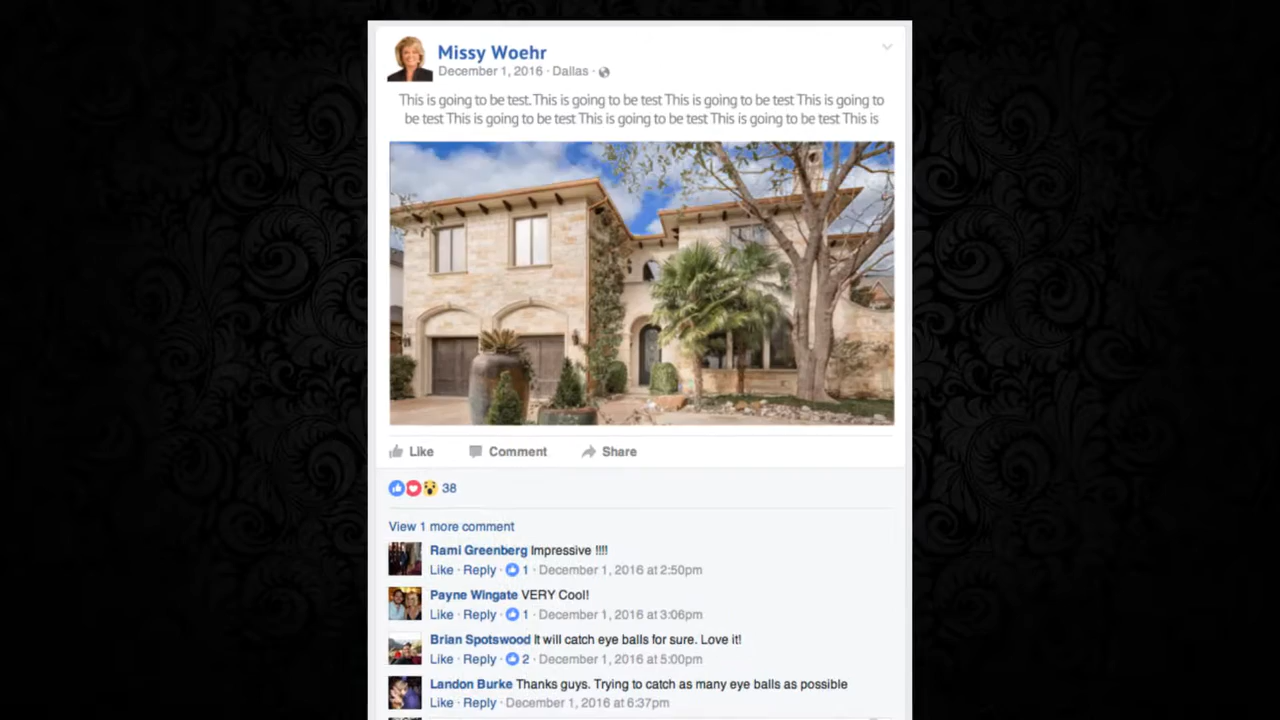 Missy Woehr
December 1, 2016 · Dallas ·
This is going to be test.This is going to be test This is going to be test This is going to
be test This is going to be test This is going to be test This is going to be test This is
Like Comment Share
38
View 1 more comment
Rami Greenberg Impressive !!!!
Like · Reply · 1 · December 1, 2016 at 2:50pm
Payne Wingate VERY Cool!
Like · Reply · 1 · December 1, 2016 at 3:06pm
Brian Spotswood It will catch eye balls for sure. Love it!
Like · Reply · 2 · December 1, 2016 at 5:00pm
Landon Burke Thanks guys. Trying to catch as many eye balls as possible
Like · Reply · December 1, 2016 at 6:37pm